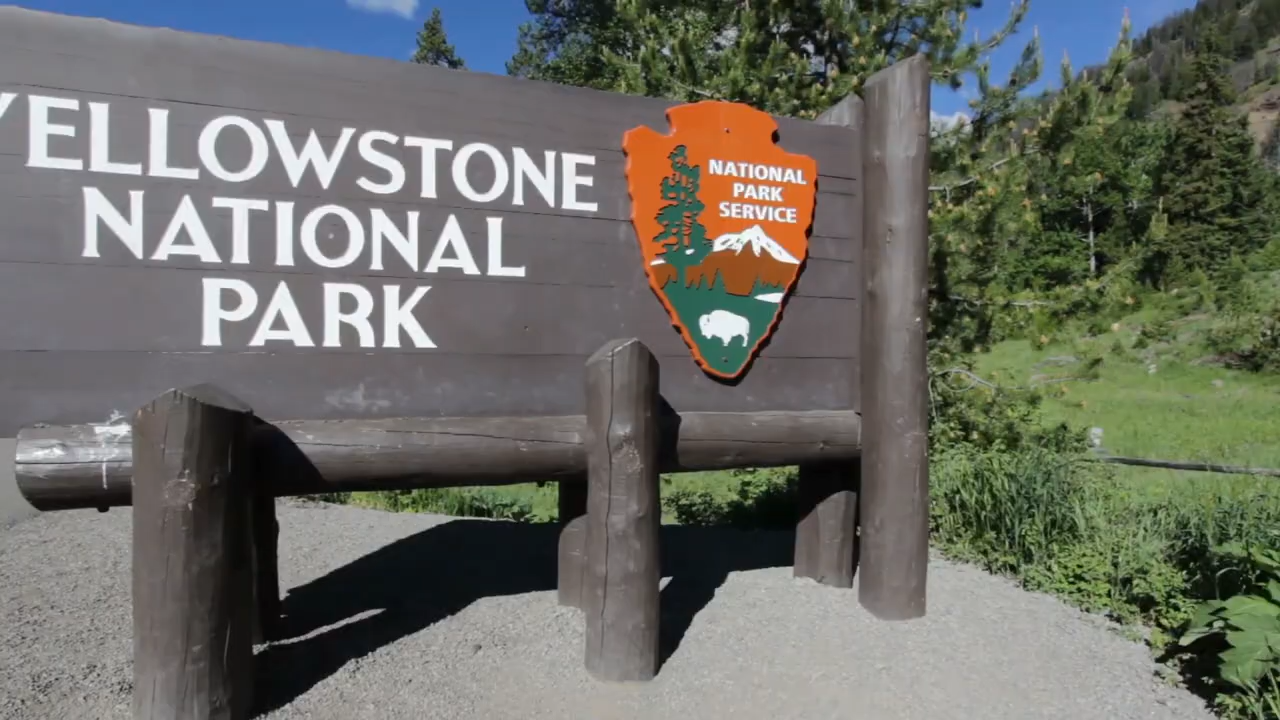 YELLOWSTONE
NATIONAL
PARK
NATIONAL
PARK
SERVICE